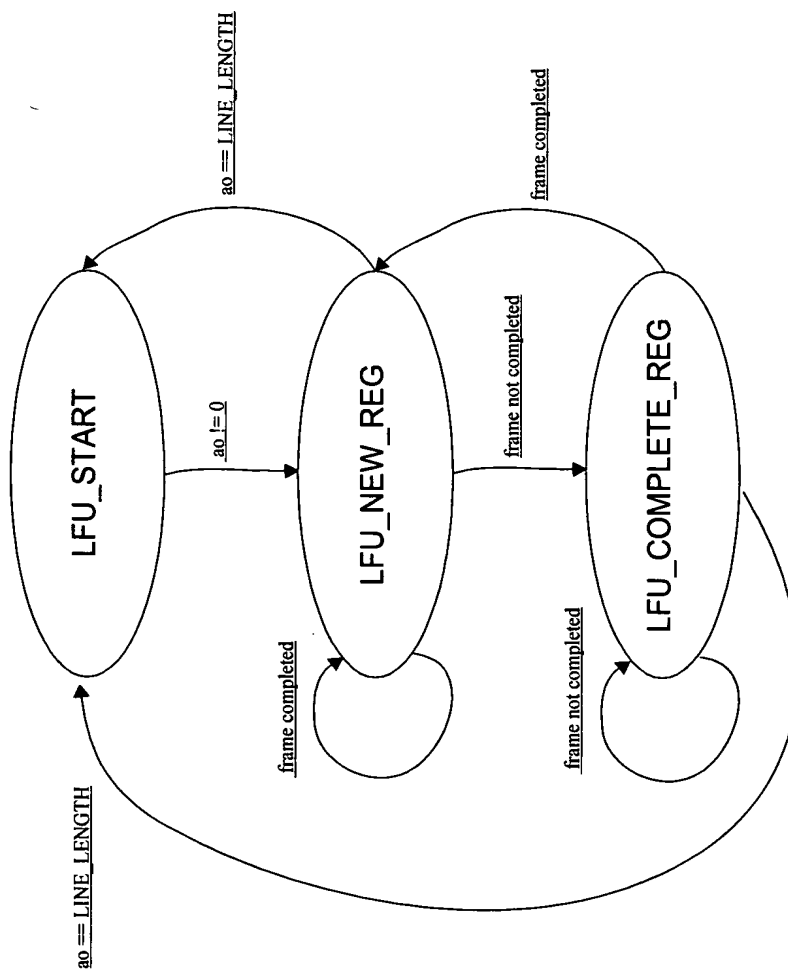 ao == LINE_LENGTH
LFU_START
ao == LINE_LENGTH
ao != 0
frame completed
LFU_NEW_REG
frame completed
frame not completed
frame not completed
LFU_COMPLETE_REG